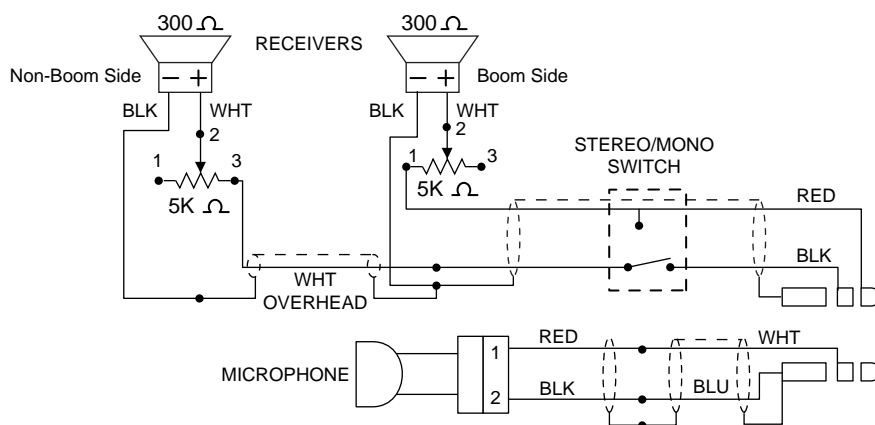 300 Ω
300 Ω
RECEIVERS
Non-Boom Side
− +
− +
Boom Side
BLK
WHT
BLK
WHT
2
2
STEREO/MONO
SWITCH
1
3
1
3
5K Ω
5K Ω
RED
BLK
WHT
OVERHEAD
RED
WHT
1
MICROPHONE
2
BLK
BLU